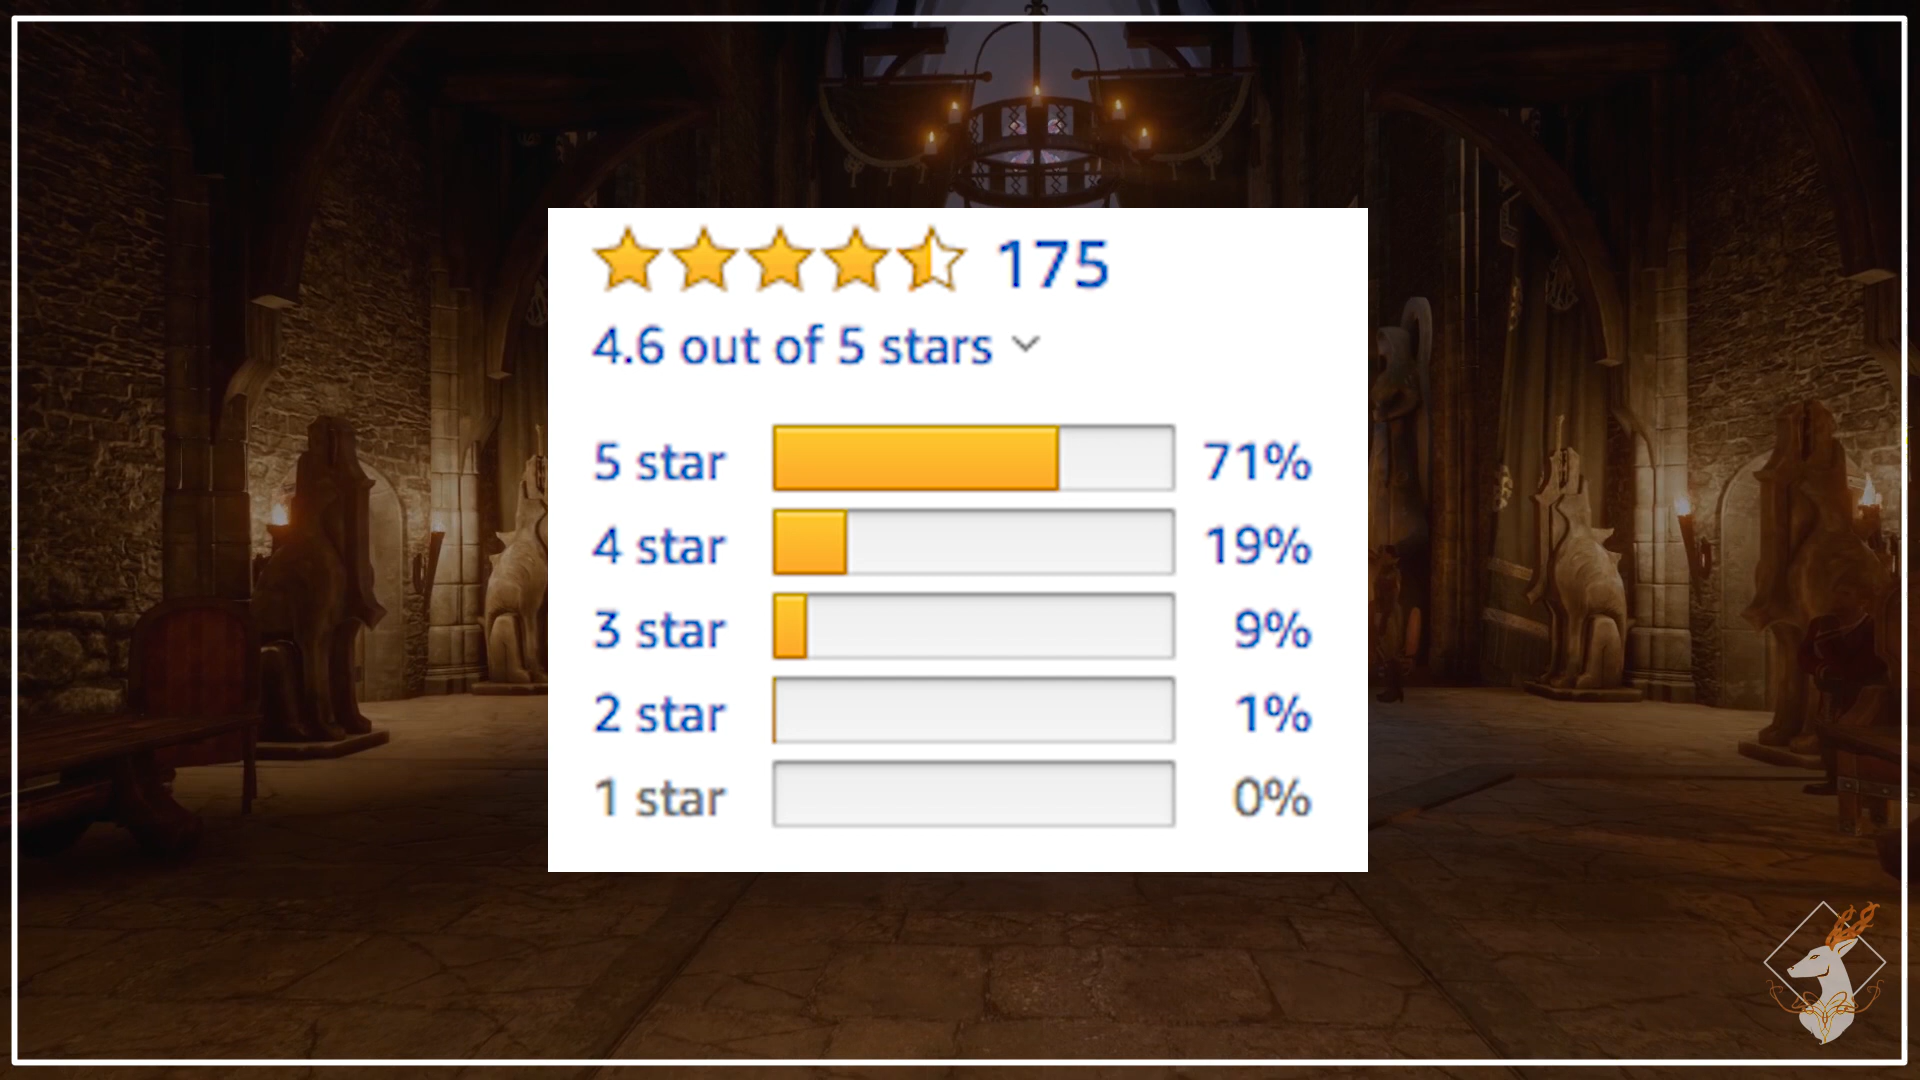 175
4.6 out of 5 stars
5 star 71%
4 star 19%
3 star 9%
2 star 1%
1 star 0%